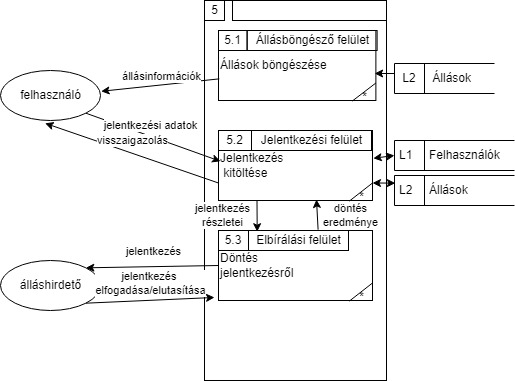 5
5.1 Állásböngésző felület
Állások böngészése
*
állásinformációk
felhasználó
L2 Állások
jelentkezési adatok
visszaigazolás
5.2 Jelentkezési felület
Jelentkezés
kitöltése
*
L1 Felhasználók
L2 Állások
jelentkezés
részletei
döntés
eredménye
5.3 Elbírálási felület
Döntés
jelentkezésről
*
jelentkezés
álláshirdető
jelentkezés
elfogadása/elutasítása